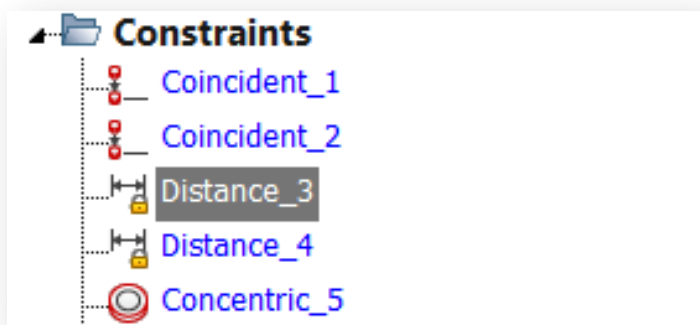 Constraints
Coincident_1
Coincident_2
Distance_3
Distance_4
Concentric_5